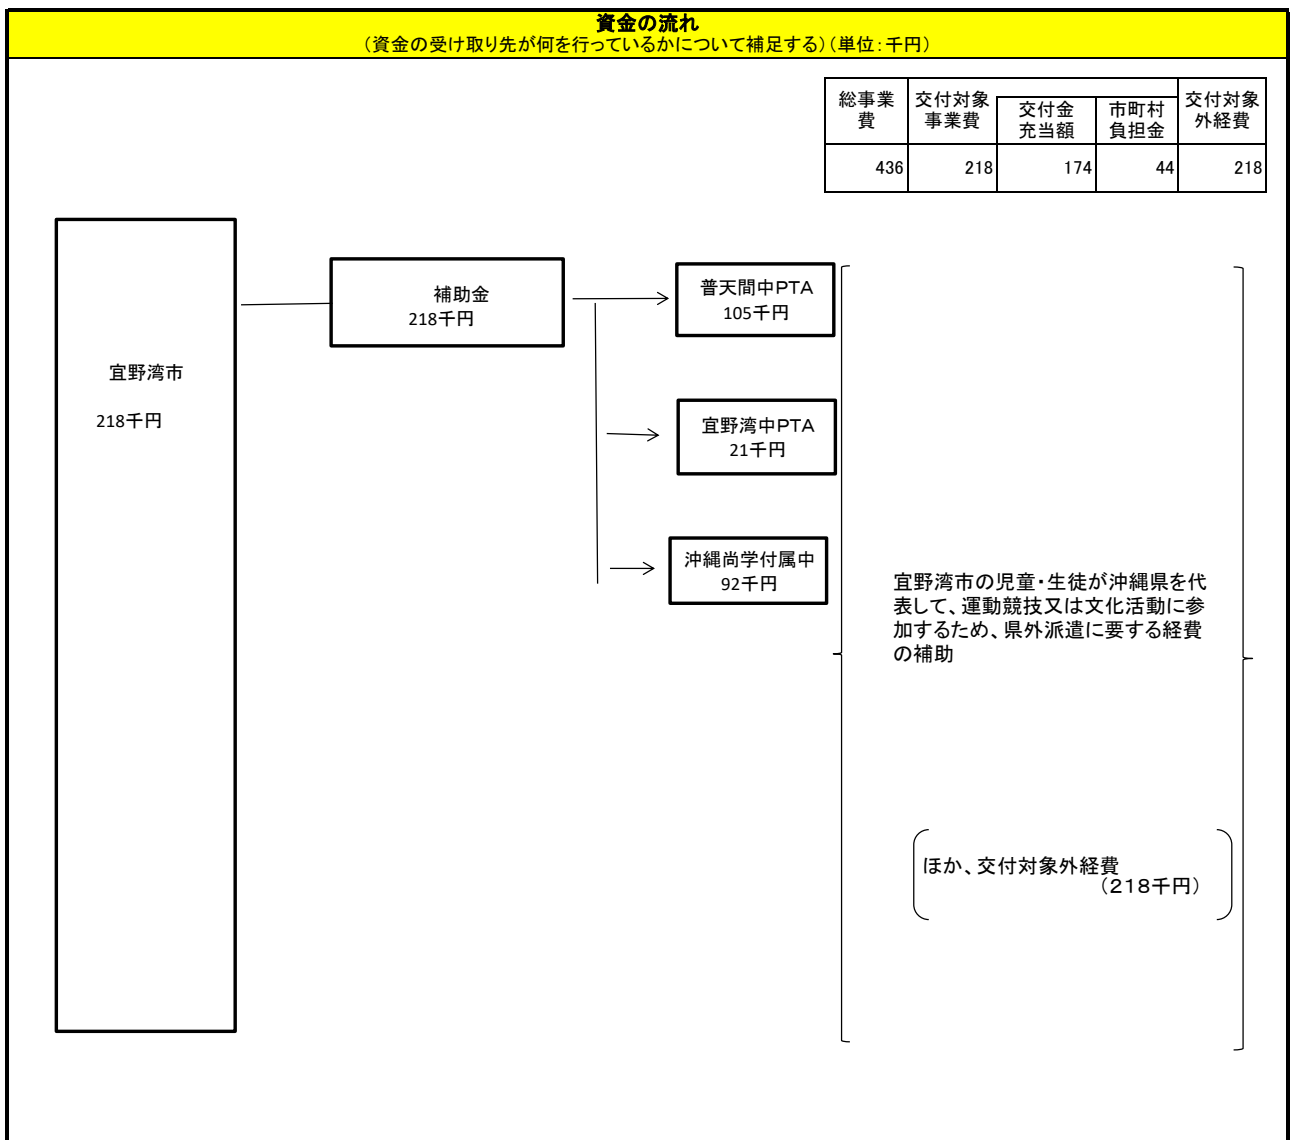 資金の流れ
（資金の受け取り先が何を行っているかについて補足する）（単位：千円）
総事業
費
交付対象
事業費
交付金
充当額
市町村
負担金
交付対象
外経費
436
218
174
44
218
宜野湾市
218千円
補助金
218千円
普天間中PTA
105千円
宜野湾中PTA
21千円
沖縄尚学付属中
92千円
宜野湾市の児童・生徒が沖縄県を代
表して、運動競技又は文化活動に参
加するため、県外派遣に要する経費
の補助
ほか、交付対象外経費
（218千円）